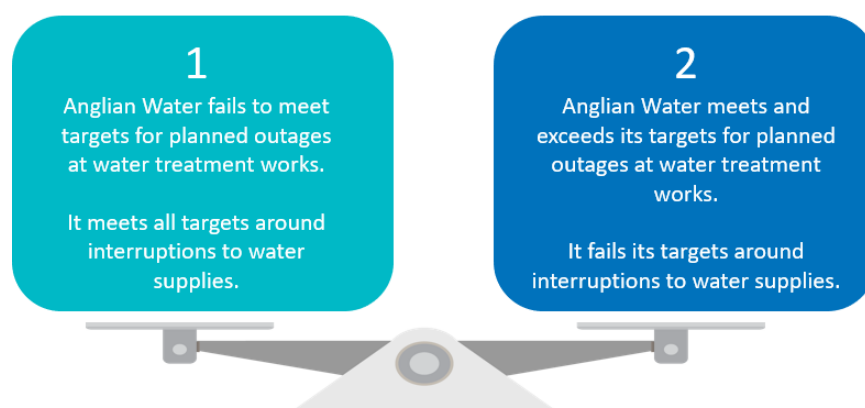 1
Anglian Water fails to meet
targets for planned outages
at water treatment works.
It meets all targets around
interruptions to water
supplies.
2
Anglian Water meets and
exceeds its targets for planned
outages at water treatment
works.
It fails its targets around
interruptions to water supplies.